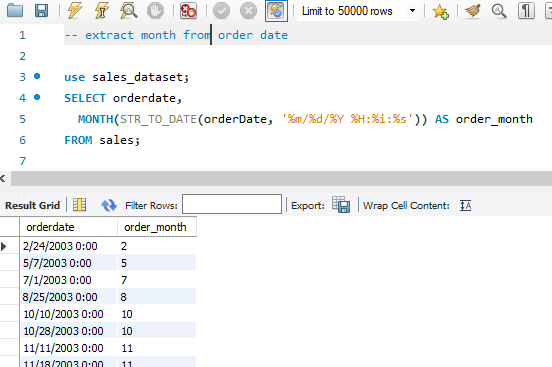 Limit to 50000 rows
1 -- extract month from order date
2
3 use sales_dataset;
4 SELECT orderdate,
5 MONTH(STR_TO_DATE(orderDate, '%m/%d/%Y %H:%i:%s')) AS order_month
6 FROM sales;
7
Result Grid Filter Rows: Export: Wrap Cell Content:
orderdate order_month
2/24/2003 0:00 2
5/7/2003 0:00 5
7/1/2003 0:00 7
8/25/2003 0:00 8
10/10/2003 0:00 10
10/28/2003 0:00 10
11/11/2003 0:00 11
11/18/2003 0:00 11